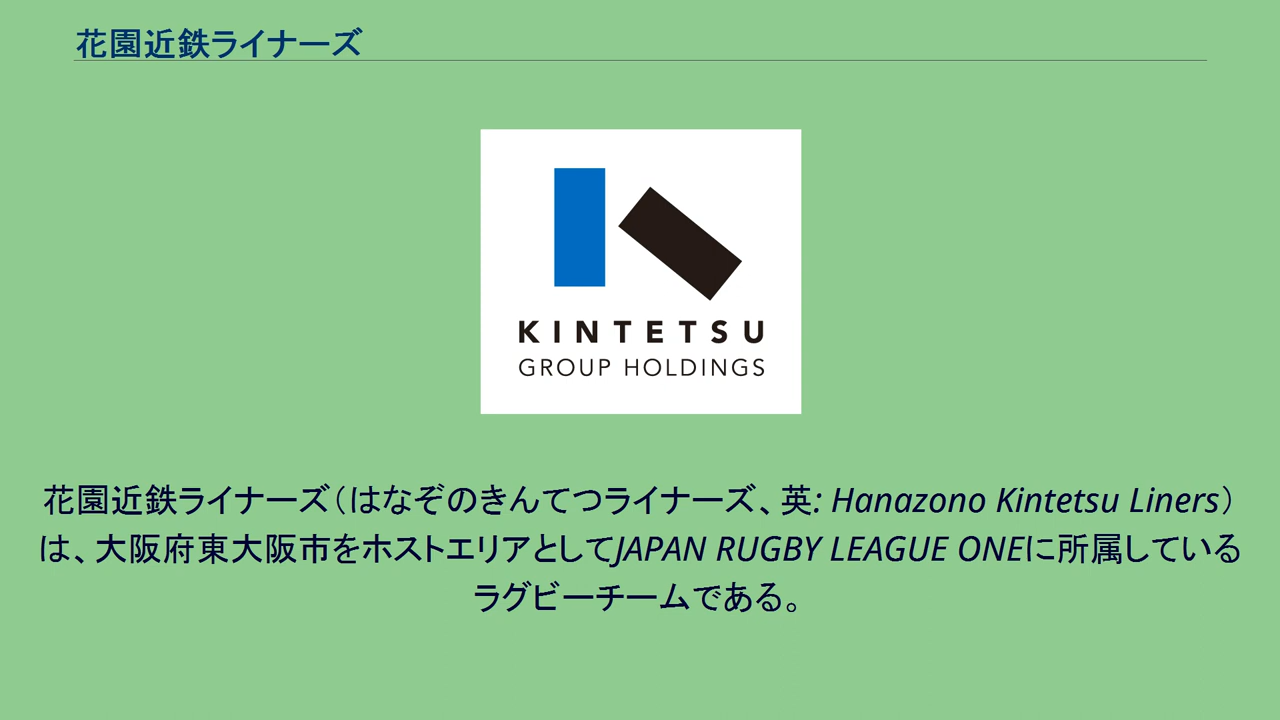 花園近鉄ライナーズ
KINTETSU
GROUP HOLDINGS
花園近鉄ライナーズ（はなぞのきんてつライナーズ、英: Hanazono Kintetsu Liners）
は、大阪府東大阪市をホストエリアとしてJAPAN RUGBY LEAGUE ONEに所属している
ラグビーチームである。